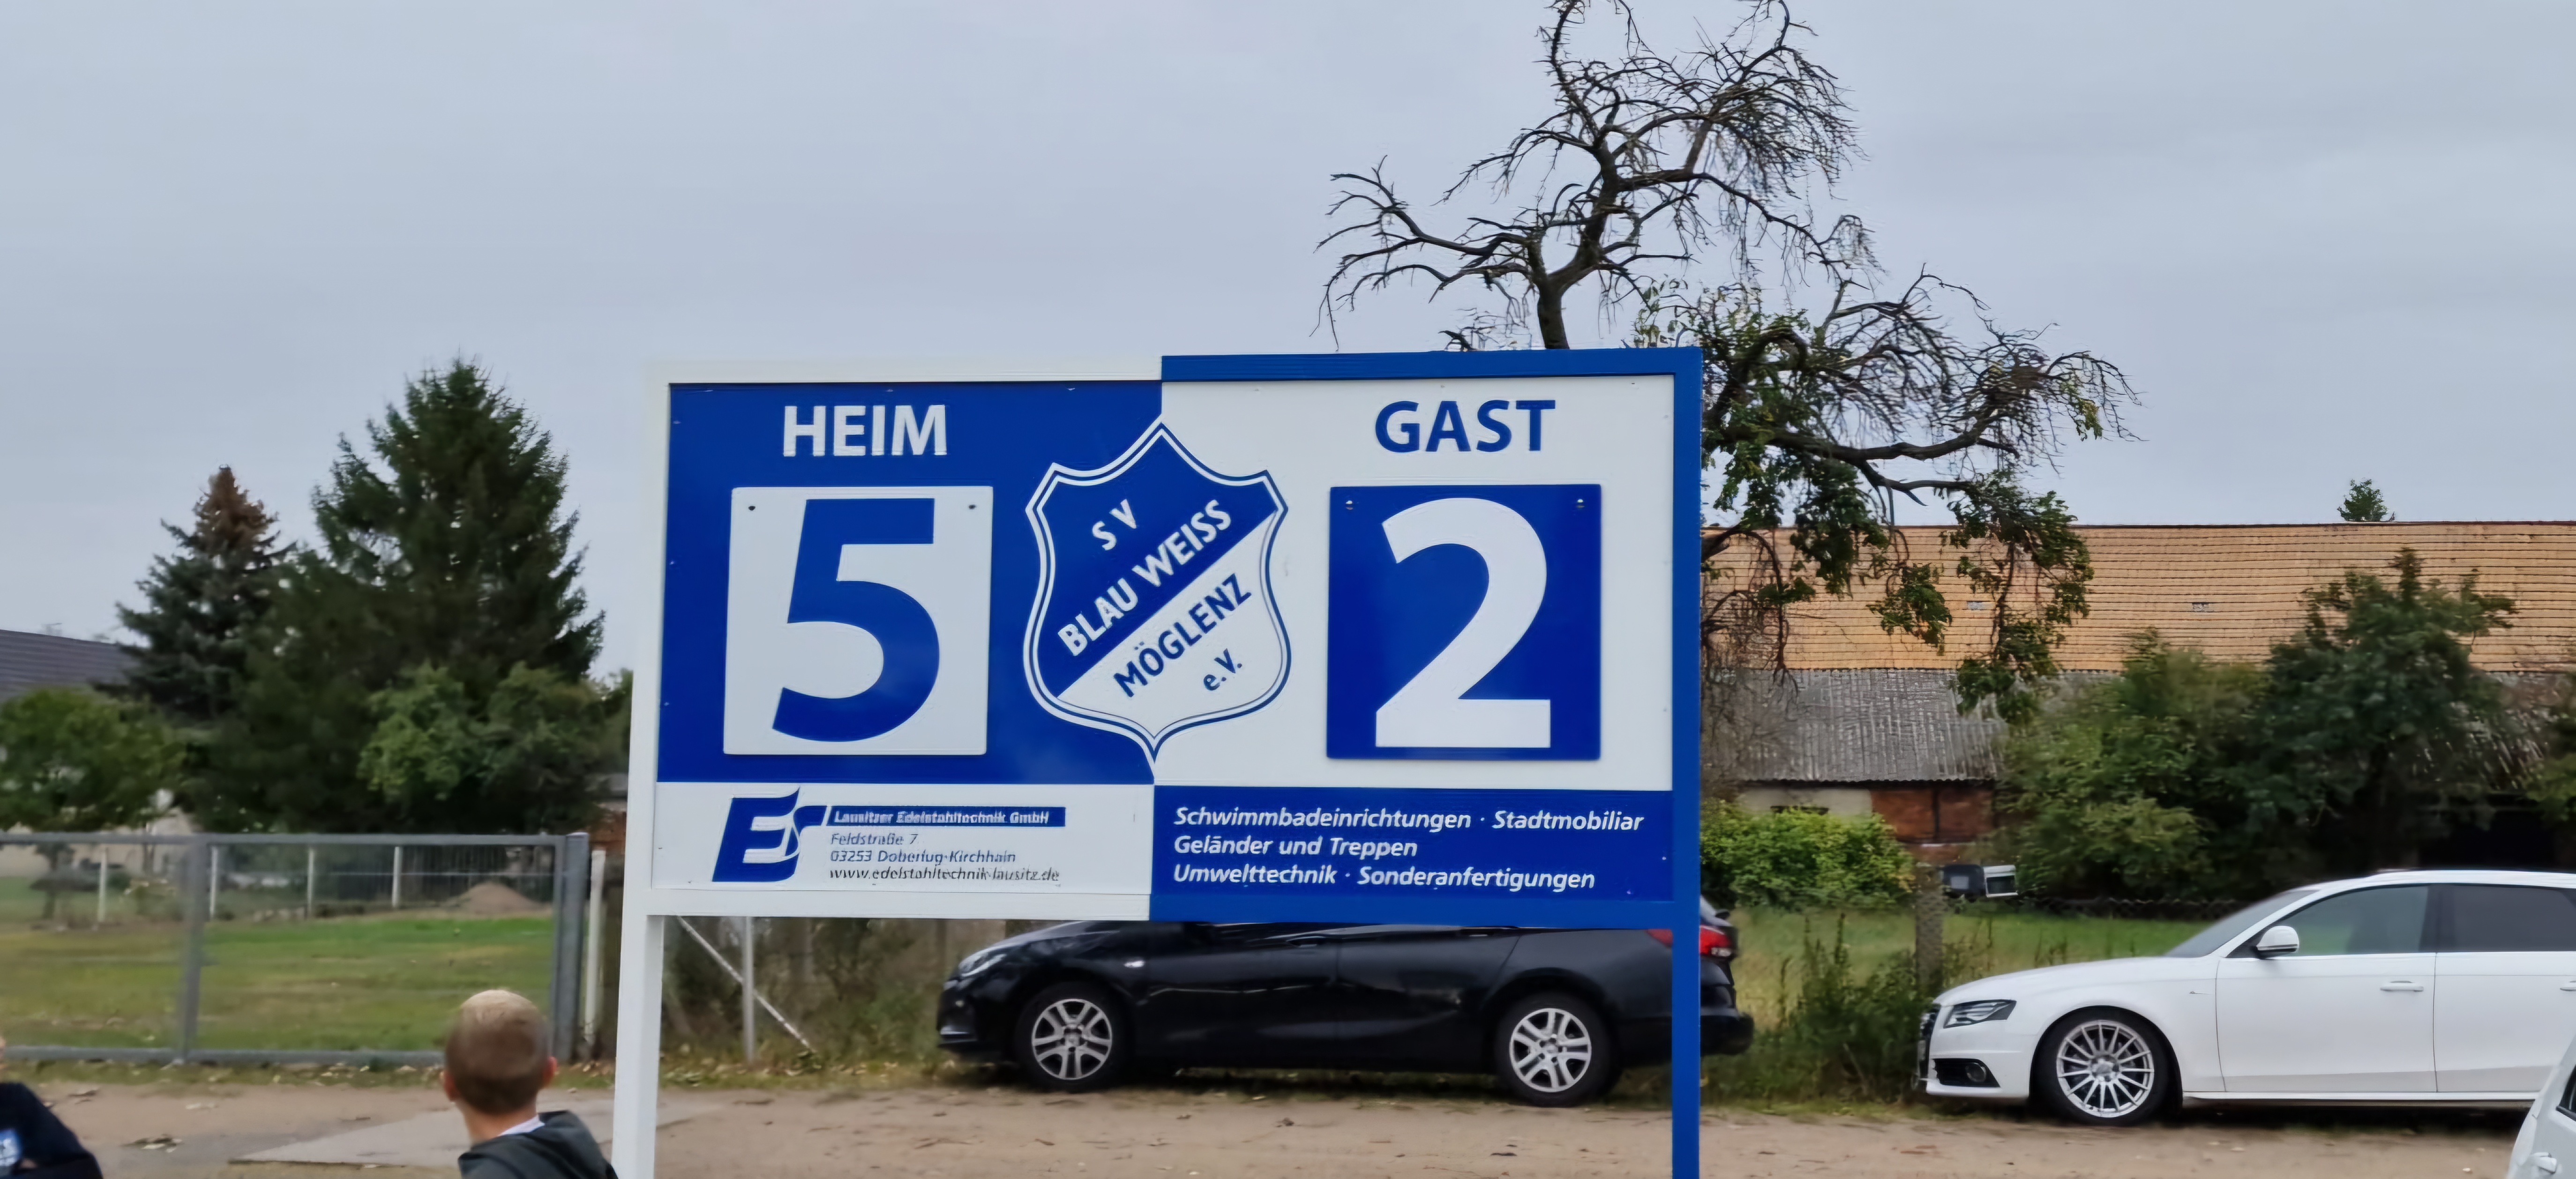 HEIM
GAST
5
2
SV
BLAU WEISS
MÖGLENZ
e.V.
Lausitzer Edelstahltechnik GmbH
Feldstraße 7
03253 Doberlug-Kirchhain
www.edelstahltechnik-lausitz.de
Schwimmbadeinrichtungen · Stadtmobiliar
Geländer und Treppen
Umwelttechnik · Sonderanfertigungen